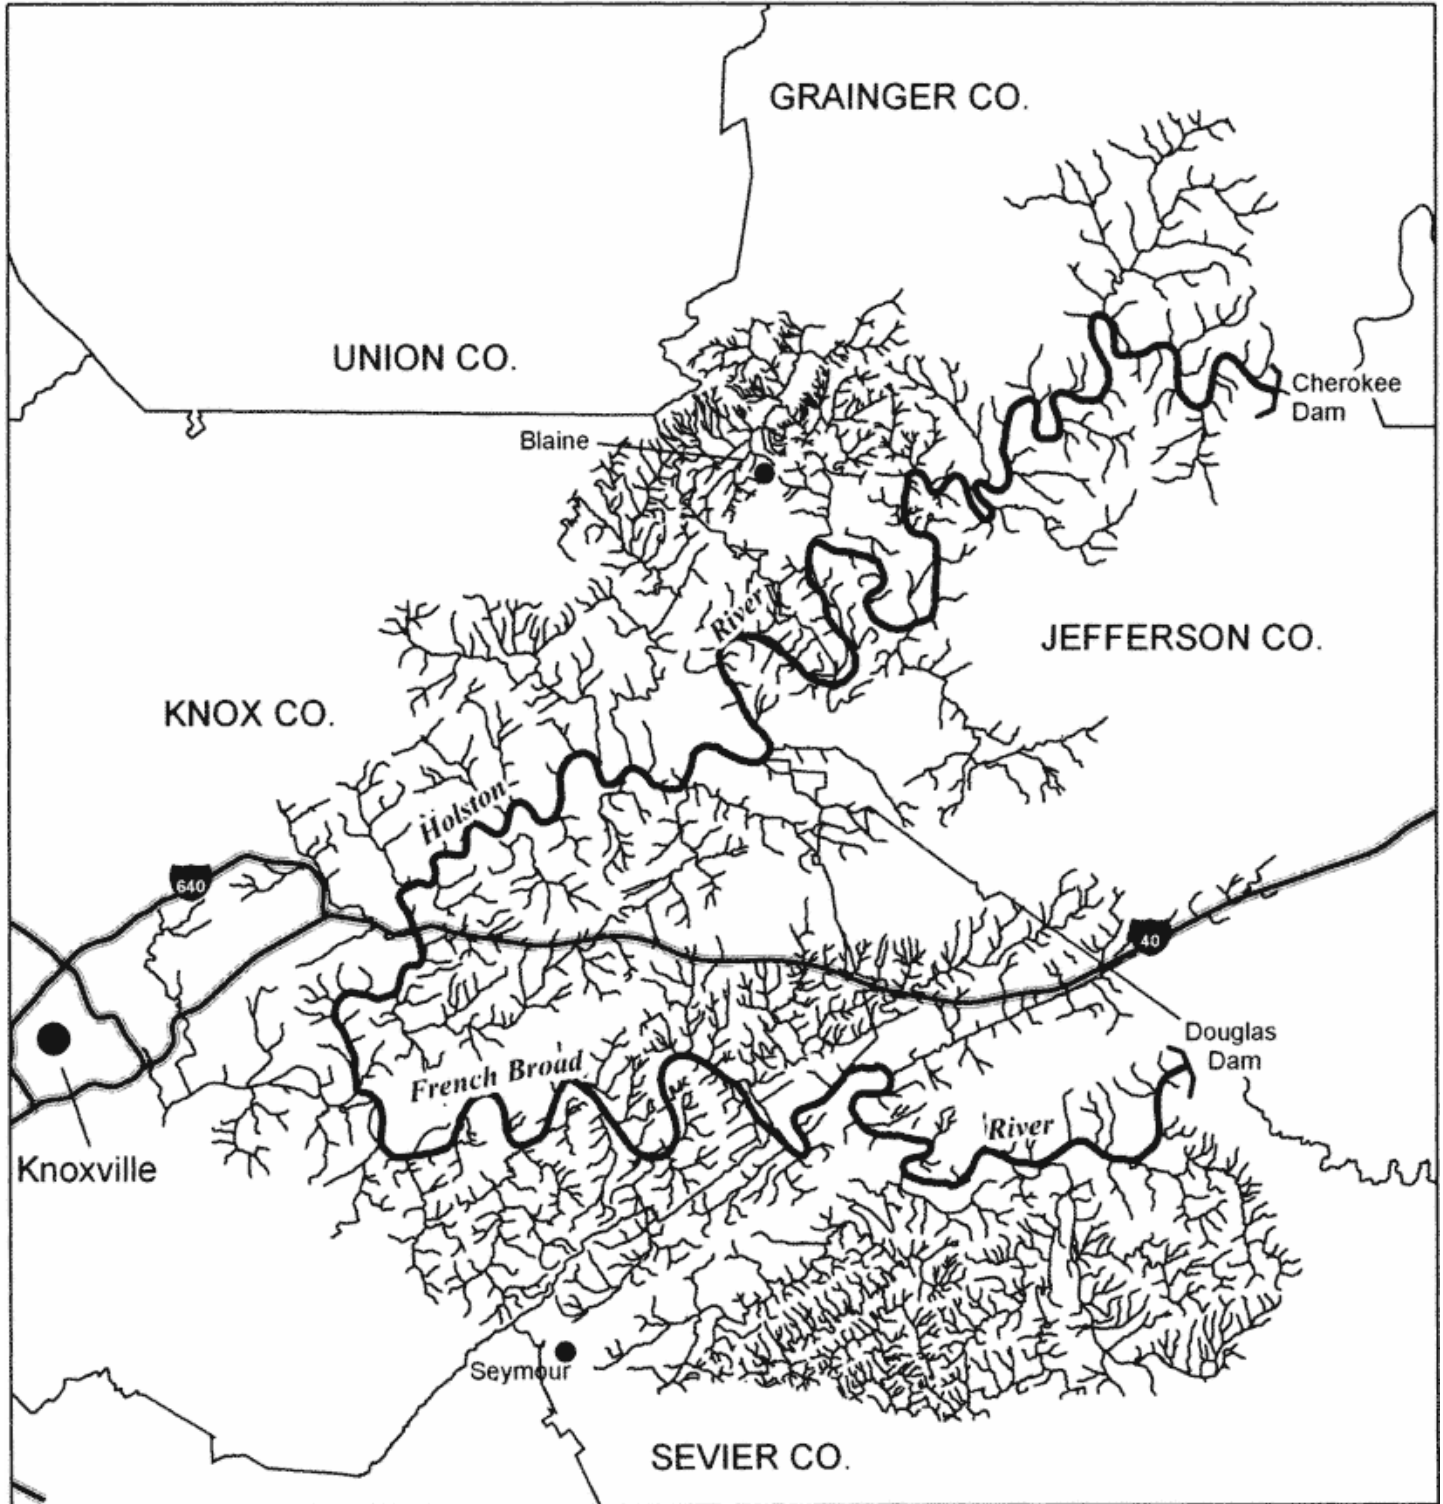 GRAINGER CO.
UNION CO.
Cherokee
Dam
Blaine
River
JEFFERSON CO.
KNOX CO.
Holston
640
40
Douglas
Dam
French Broad
River
Knoxville
Seymour
SEVIER CO.